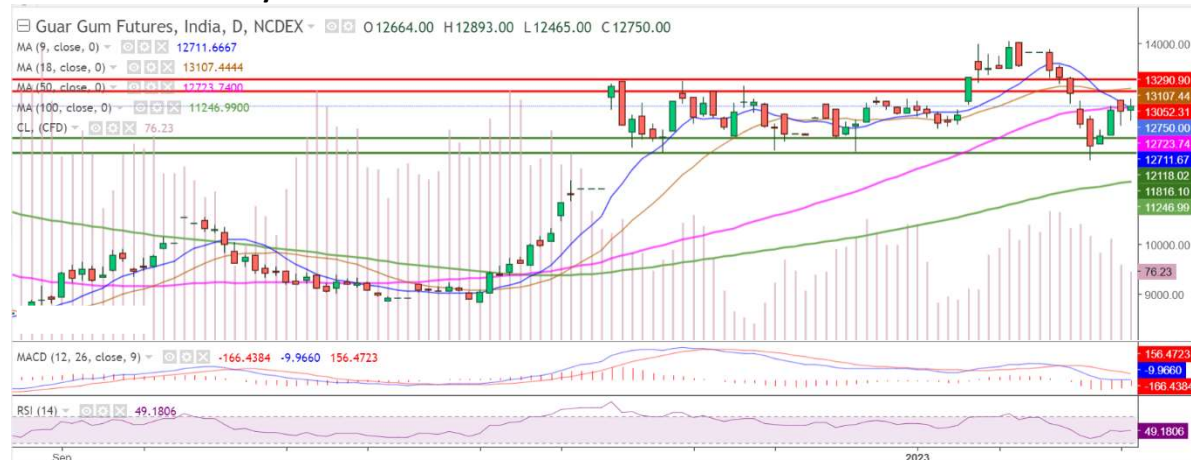 Guar Gum Futures, India, D, NCDEX O12664.00 H12893.00 L12465.00 C12750.00
MA (9, close, 0) 12711.6667
MA (18, close, 0) 13107.4444
MA (50, close, 0) 12723.7400
MA (100, close, 0) 11246.9900
CL, (CFD) 76.23
14000.00
13290.90
13107.44
13052.31
12750.00
12723.74
12711.67
12118.02
11816.10
11246.99
10000.00
76.23
9000.00
MACD (12, 26, close, 9) -166.4384 -9.9660 156.4723
156.4723
-9.9660
-166.4384
RSI (14) 49.1806
49.1806
Sep 2023